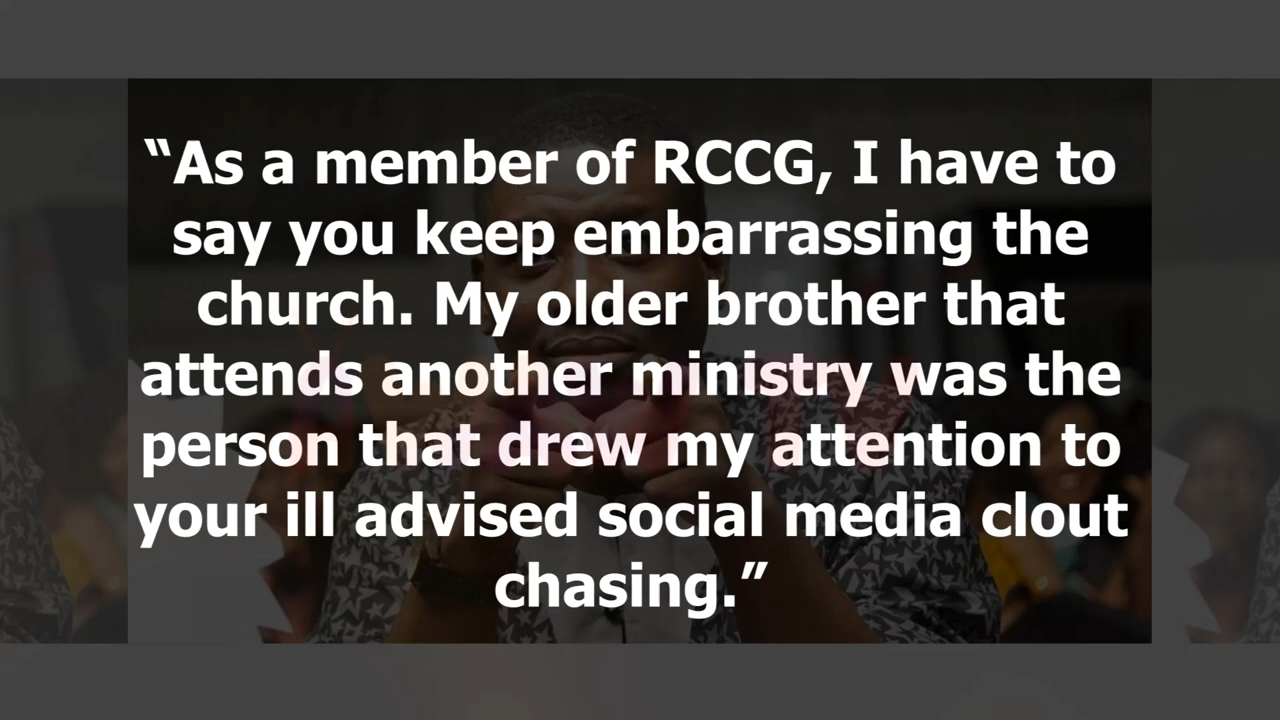 “As a member of RCCG, I have to
say you keep embarrassing the
church. My older brother that
attends another ministry was the
person that drew my attention to
your ill advised social media clout
chasing.”